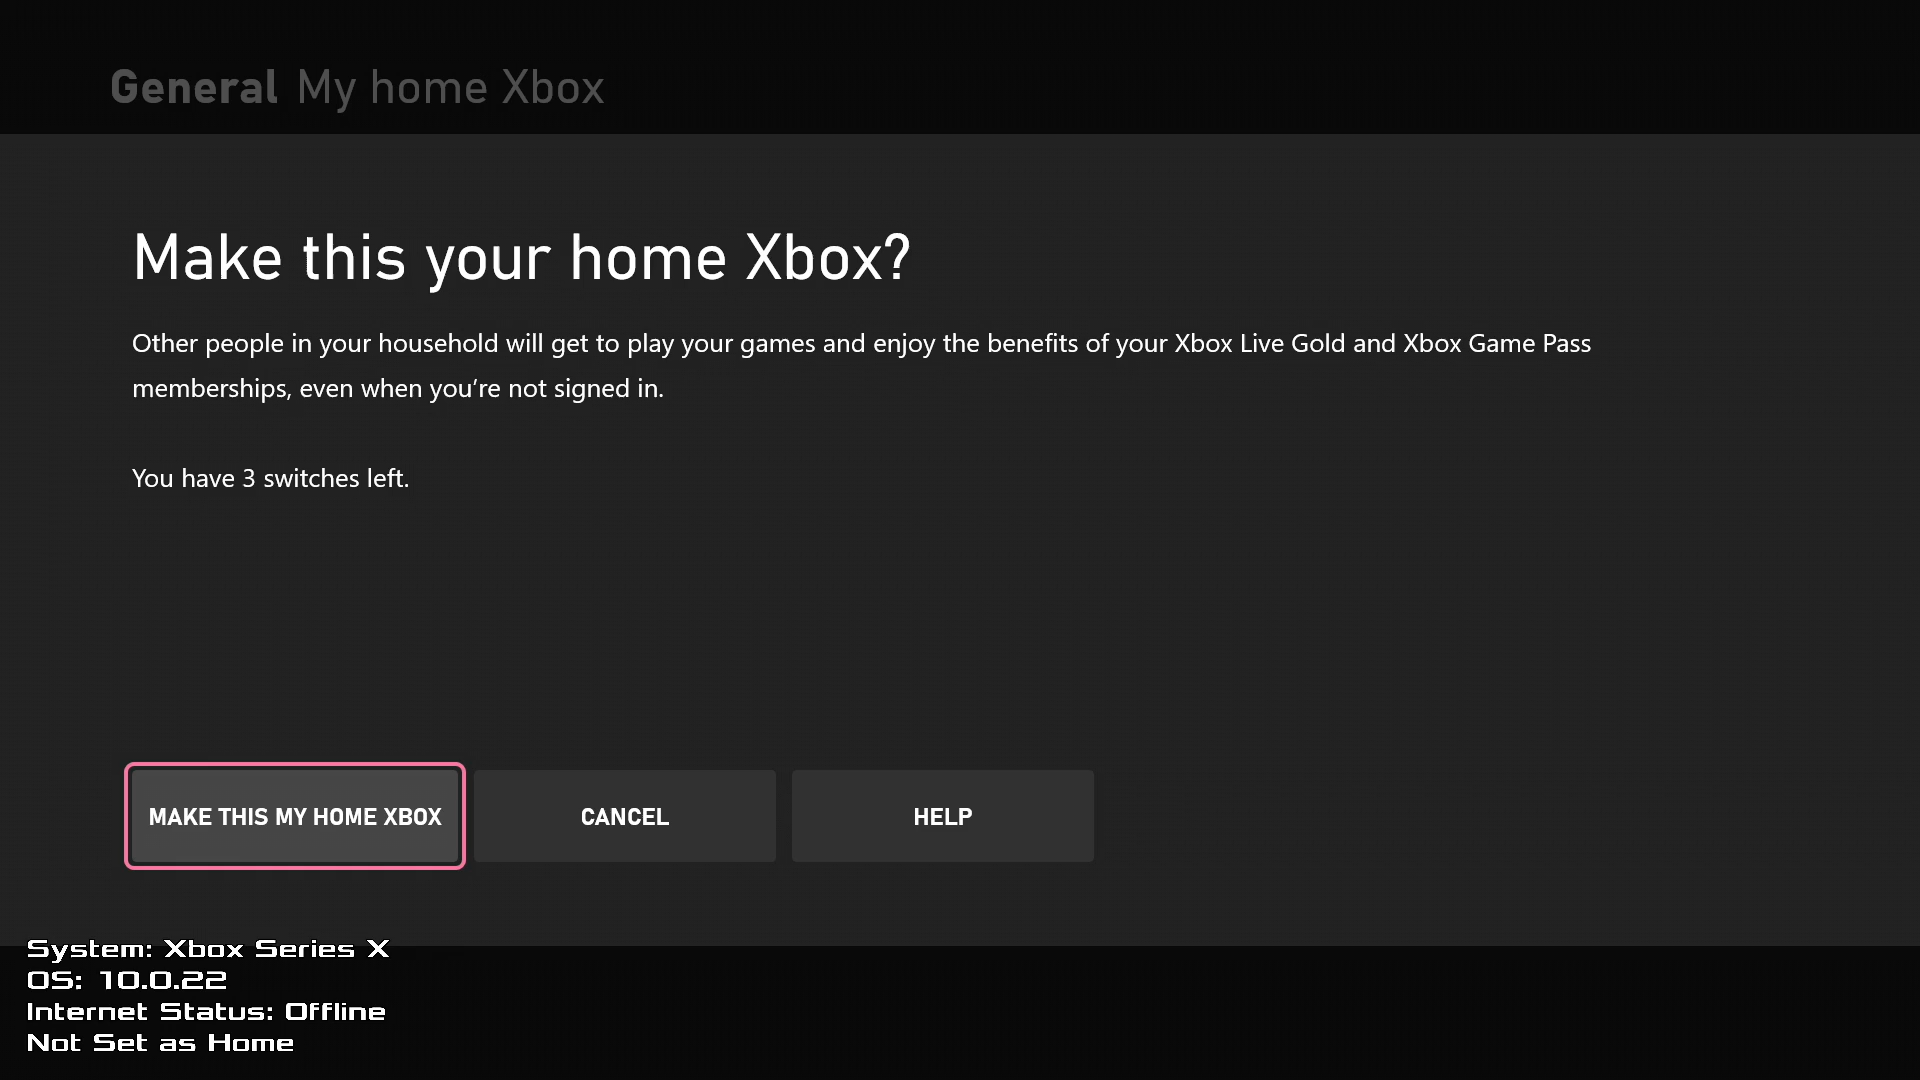 General My home Xbox
Make this your home Xbox?
Other people in your household will get to play your games and enjoy the benefits of your Xbox Live Gold and Xbox Game Pass
memberships, even when you’re not signed in.
You have 3 switches left.
MAKE THIS MY HOME XBOX CANCEL HELP
System: Xbox Series X
OS: 10.0.22
Internet Status: Offline
Not Set as Home